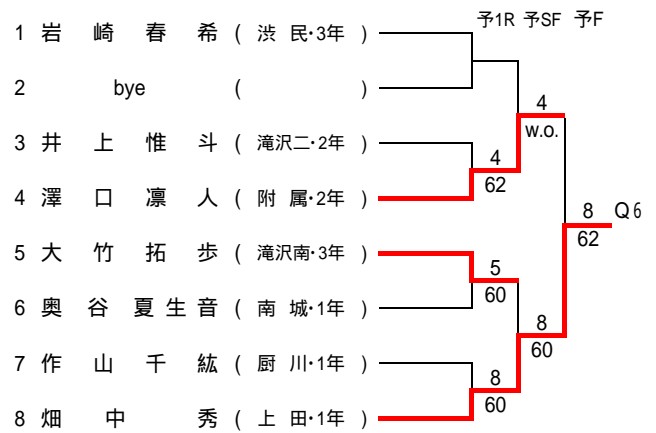 予1R 予SF 予F
1 岩崎春希 ( 渋民・3年 )
2 bye ( )
3 井上惟斗 ( 滝沢二・2年 )
4 澤口凛人 ( 附属・2年 )
5 大竹拓歩 ( 滝沢南・3年 )
6 奥谷夏生音 ( 南城・1年 )
7 作山千紘 ( 厨川・1年 )
8 畑中秀 ( 上田・1年 )
4
62
5
60
8
60
4
w.o.
8
60
8
62
Q6